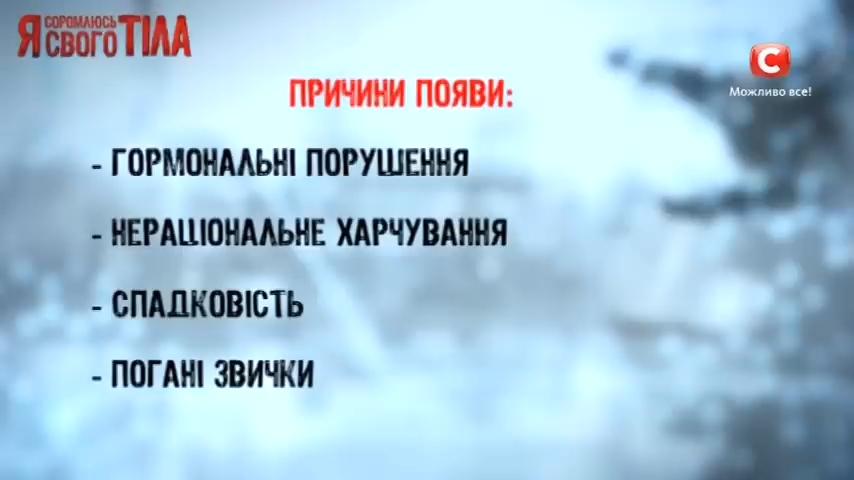 Я СОРОМЛЮСЬ СВОГО ТІЛА
С
Можливо все!
ПРИЧИНИ ПОЯВИ:
- ГОРМОНАЛЬНІ ПОРУШЕННЯ
- НЕРАЦІОНАЛЬНЕ ХАРЧУВАННЯ
- СПАДКОВІСТЬ
- ПОГАНІ ЗВИЧКИ